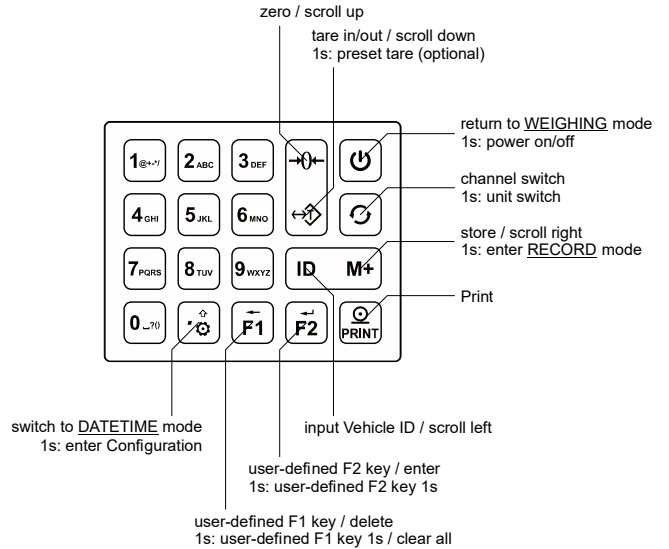 zero / scroll up
tare in/out / scroll down
1s: preset tare (optional)
return to WEIGHING mode
1s: power on/off
channel switch
1s: unit switch
store / scroll right
1s: enter RECORD mode
Print
1@+-*/ 2ABC 3DEF →0←
4GHI 5JKL 6MNO T
7PQRS 8TUV 9WXYZ ID M+
0␣?() . F1 F2 PRINT
switch to DATETIME mode
1s: enter Configuration
input Vehicle ID / scroll left
user-defined F2 key / enter
1s: user-defined F2 key 1s
user-defined F1 key / delete
1s: user-defined F1 key 1s / clear all